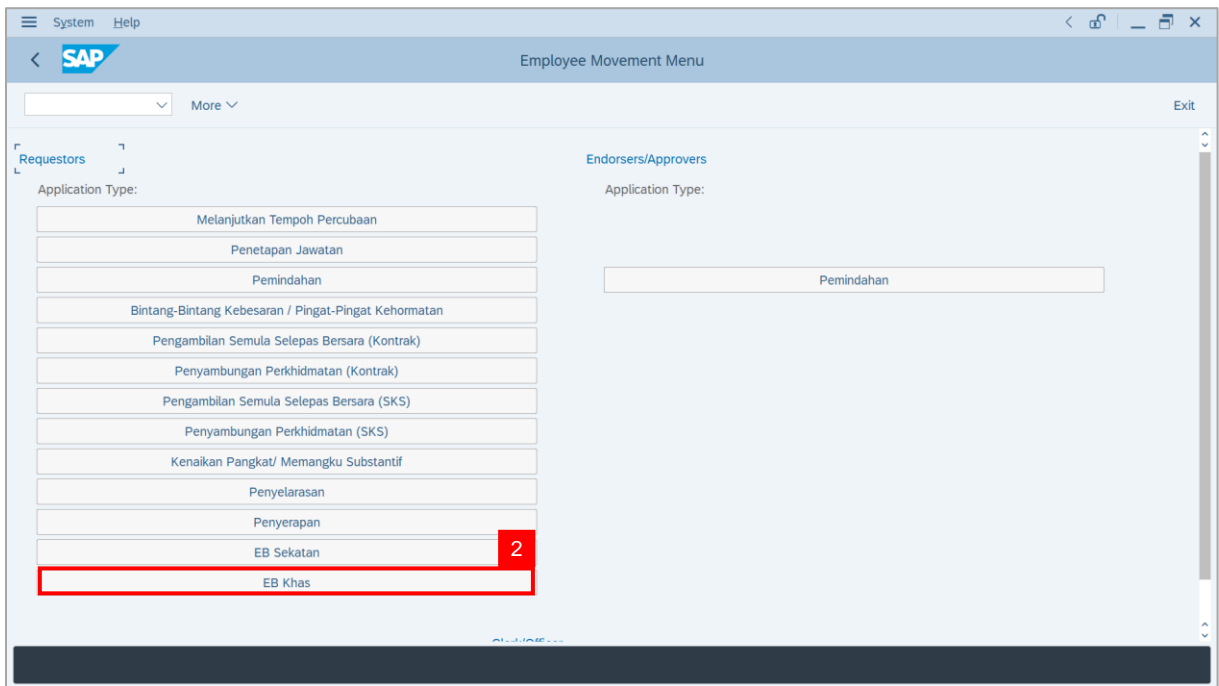 System Help
SAP
Employee Movement Menu
More
Exit
Requestors
Endorsers/Approvers
Application Type:
Application Type:
Melanjutkan Tempoh Percubaan
Penetapan Jawatan
Pemindahan
Pemindahan
Bintang-Bintang Kebesaran / Pingat-Pingat Kehormatan
Pengambilan Semula Selepas Bersara (Kontrak)
Penyambungan Perkhidmatan (Kontrak)
Pengambilan Semula Selepas Bersara (SKS)
Penyambungan Perkhidmatan (SKS)
Kenaikan Pangkat/ Memangku Substantif
Penyelarasan
Penyerapan
EB Sekatan
2
EB Khas
Clerk/Officer